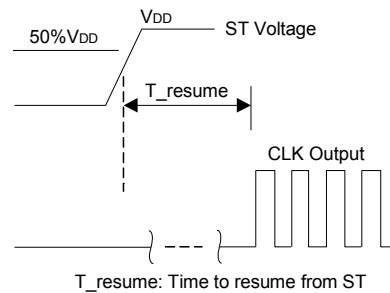 VDD
50%VDD
ST Voltage
T_resume
CLK Output
T_resume: Time to resume from ST